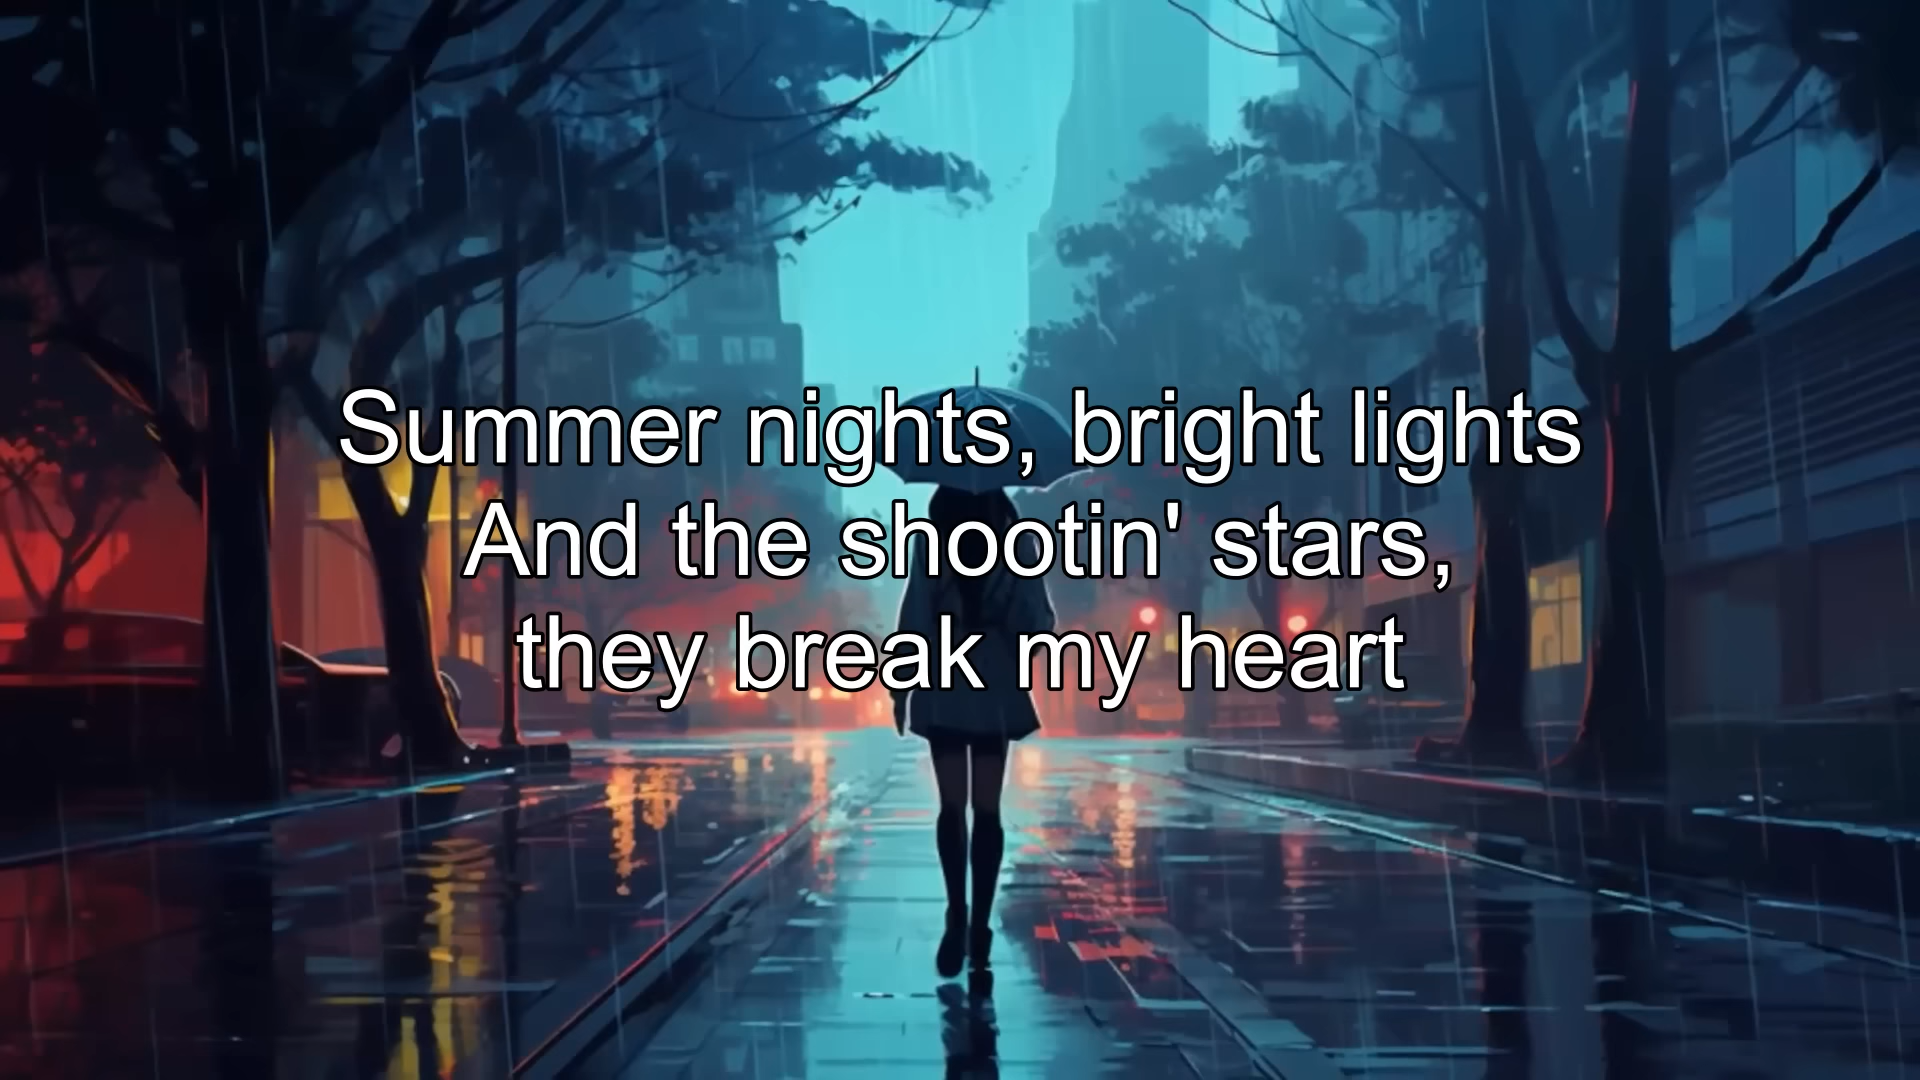 Summer nights, bright lights
And the shootin' stars,
they break my heart